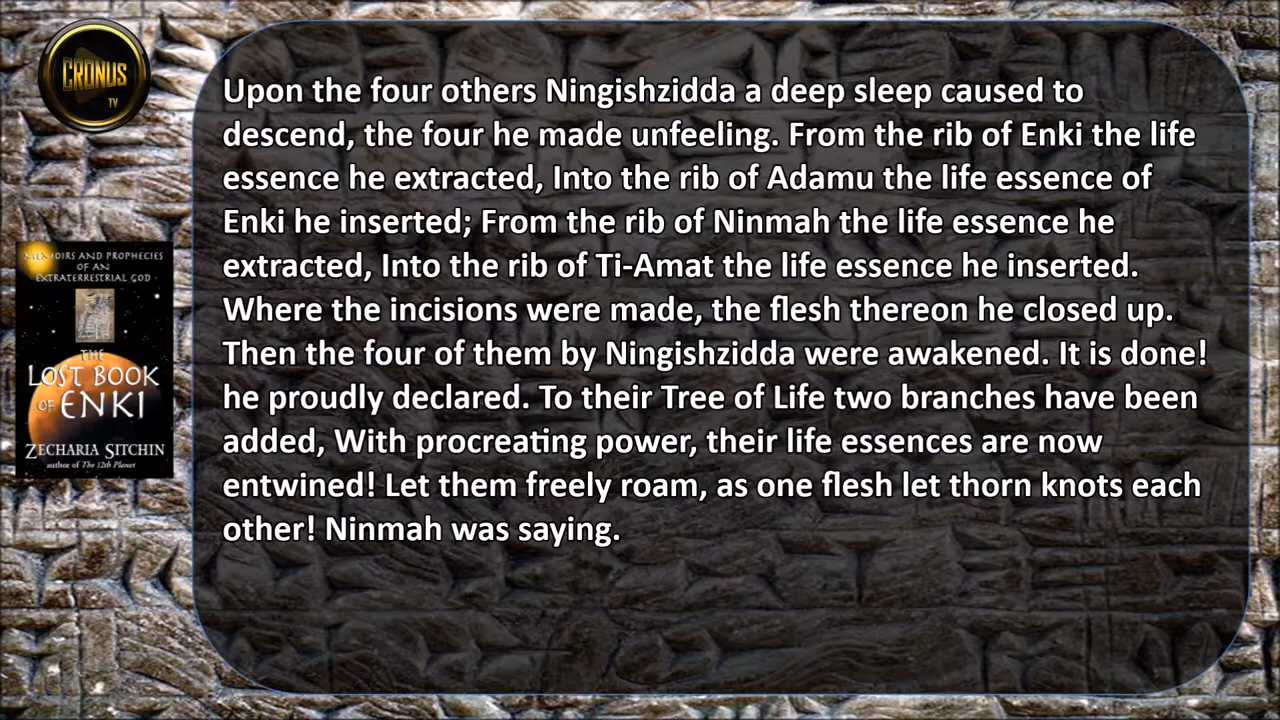 CRONUS
TV
Upon the four others Ningishzidda a deep sleep caused to
descend, the four he made unfeeling. From the rib of Enki the life
essence he extracted, Into the rib of Adamu the life essence of
Enki he inserted; From the rib of Ninmah the life essence he
extracted, Into the rib of Ti-Amat the life essence he inserted.
Where the incisions were made, the flesh thereon he closed up.
Then the four of them by Ningishzidda were awakened. It is done!
he proudly declared. To their Tree of Life two branches have been
added, With procreating power, their life essences are now
entwined! Let them freely roam, as one flesh let thorn knots each
other! Ninmah was saying.
MEMOIRS AND PROPHECIES
OF AN
EXTRATERRESTRIAL GOD
THE
LOST BOOK
OF ENKI
ZECHARIA SITCHIN
author of The 12th Planet